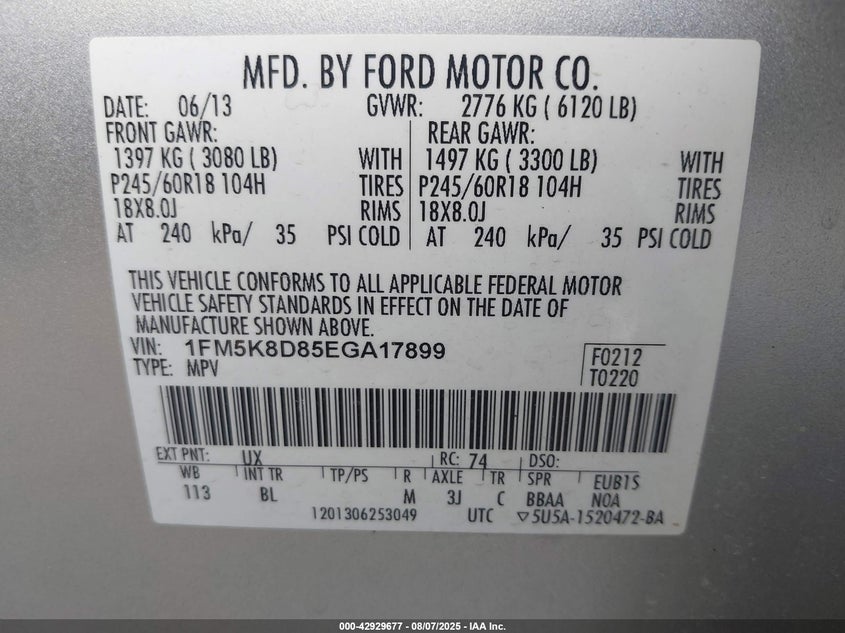 MFD. BY FORD MOTOR CO.
DATE: 06/13 GVWR: 2776 KG ( 6120 LB)
FRONT GAWR: REAR GAWR:
1397 KG ( 3080 LB) WITH 1497 KG ( 3300 LB) WITH
P245/60R18 104H TIRES P245/60R18 104H TIRES
18X8.0J RIMS 18X8.0J RIMS
AT 240 kPa/ 35 PSI COLD AT 240 kPa/ 35 PSI COLD
THIS VEHICLE CONFORMS TO ALL APPLICABLE FEDERAL MOTOR
VEHICLE SAFETY STANDARDS IN EFFECT ON THE DATE OF
MANUFACTURE SHOWN ABOVE.
VIN: 1FM5K8D85EGA17899 F0212
TYPE: MPV T0220
EXT PNT: UX RC: 74 DSO:
WB INT TR TP/PS R AXLE TR SPR EUB1S
113 BL M 3J C BBAA N0A
1201306253049 UTC ▽5U5A-1520472-BA
000-42929677 - 08/07/2025 - IAA Inc.